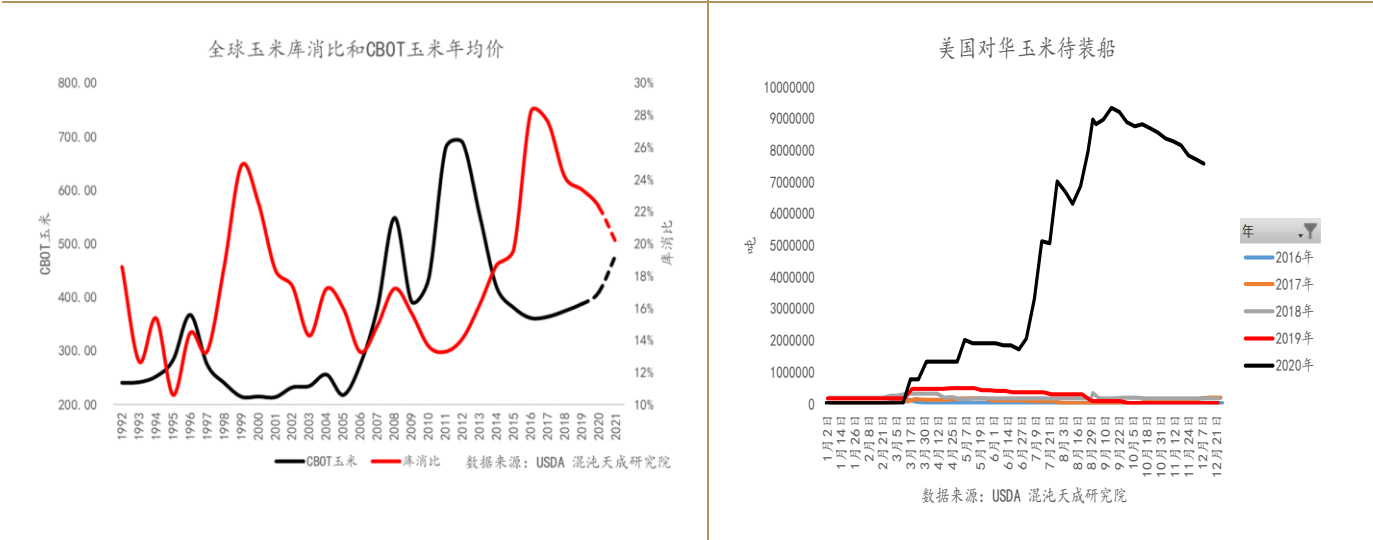 全球玉米库消比和CBOT玉米年均价
800.00
700.00
600.00
500.00
400.00
300.00
200.00
CBOT玉米
30%
28%
26%
24%
22%
20%
18%
16%
14%
12%
10%
库消比
1992
1993
1994
1995
1996
1997
1998
1999
2000
2001
2002
2003
2004
2005
2006
2007
2008
2009
2010
2011
2012
2013
2014
2015
2016
2017
2018
2019
2020
2021
CBOT玉米
库消比
数据来源: USDA 混沌天成研究院
美国对华玉米待装船
10000000
9000000
8000000
7000000
6000000
5000000
4000000
3000000
2000000
1000000
0
吨
1月2日
1月14日
1月26日
2月8日
2月21日
3月5日
3月17日
3月30日
4月12日
4月25日
5月7日
5月19日
6月1日
6月14日
6月27日
7月9日
7月21日
8月3日
8月16日
8月29日
9月10日
9月22日
10月5日
10月18日
10月31日
11月12日
11月24日
12月7日
12月21日
年
2016年
2017年
2018年
2019年
2020年
数据来源: USDA 混沌天成研究院